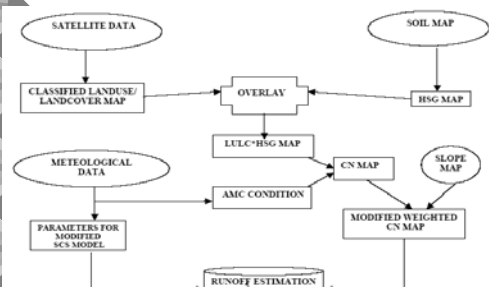 SATELLITE DATA
SOIL MAP
CLASSIFIED LANDUSE/
LANDCOVER MAP
OVERLAY
HSG MAP
LULC*HSG MAP
METEOLOGICAL
DATA
CN MAP
SLOPE
MAP
AMC CONDITION
PARAMETERS FOR
MODIFIED
SCS MODEL
MODIFIED WEIGHTED
CN MAP
RUNOFF ESTIMATION